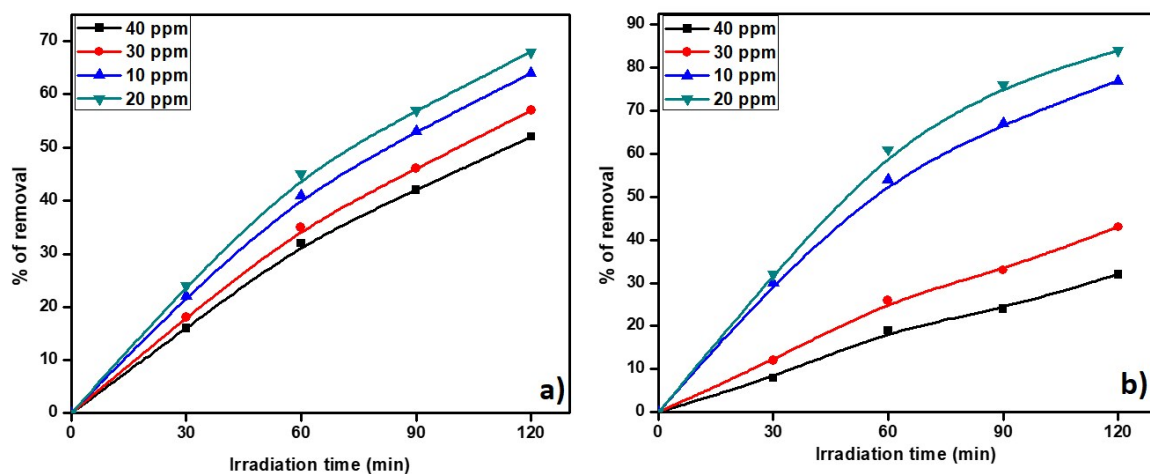 40 ppm
30 ppm
10 ppm
20 ppm
70
60
50
40
30
20
10
0
% of removal
0 30 60 90 120
Irradiation time (min)
a)
40 ppm
30 ppm
10 ppm
20 ppm
90
80
70
60
50
40
30
20
10
0
% of removal
0 30 60 90 120
Irradiation time (min)
b)